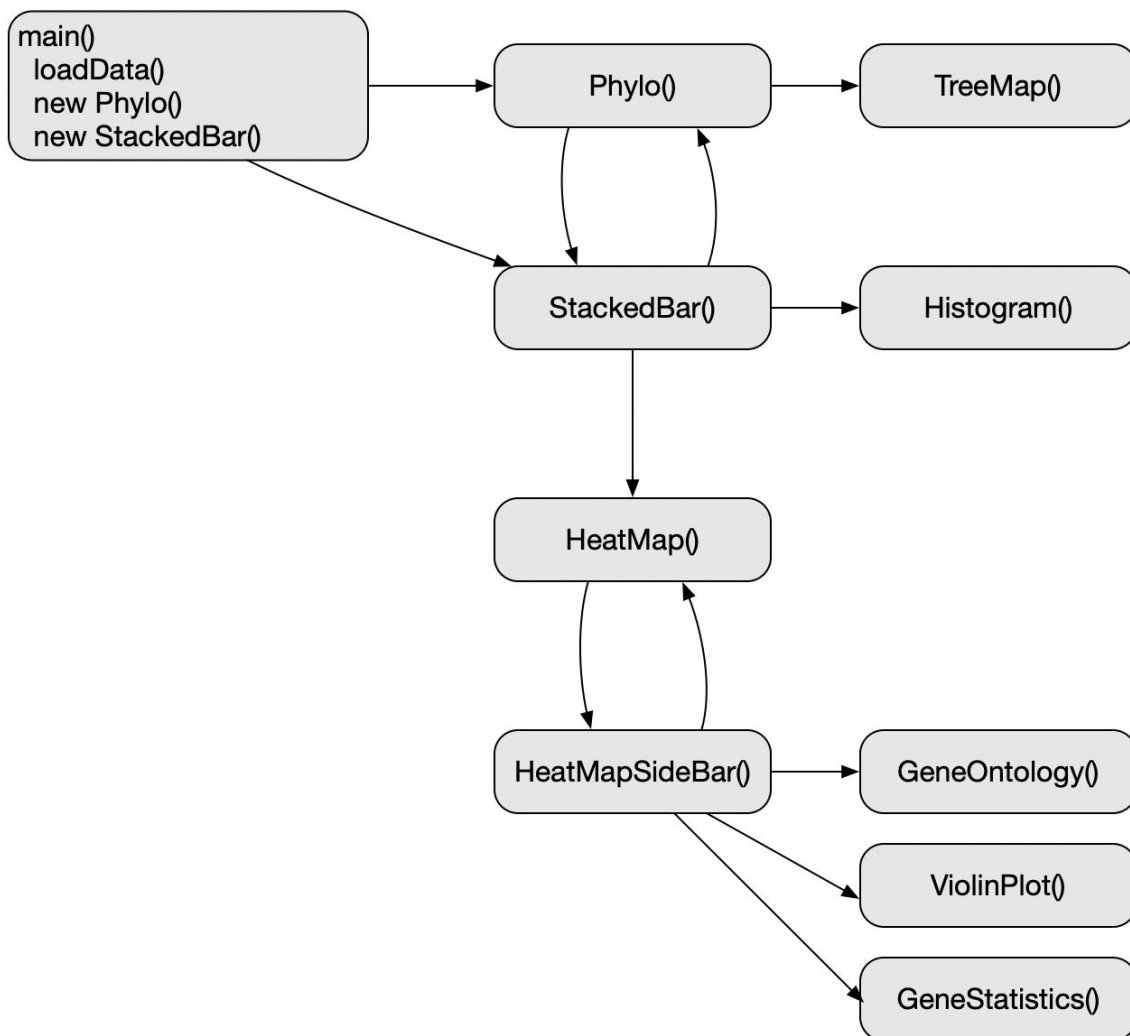 main()
loadData()
new Phylo()
new StackedBar()
Phylo()
TreeMap()
StackedBar()
Histogram()
HeatMap()
HeatMapSideBar()
GeneOntology()
ViolinPlot()
GeneStatistics()